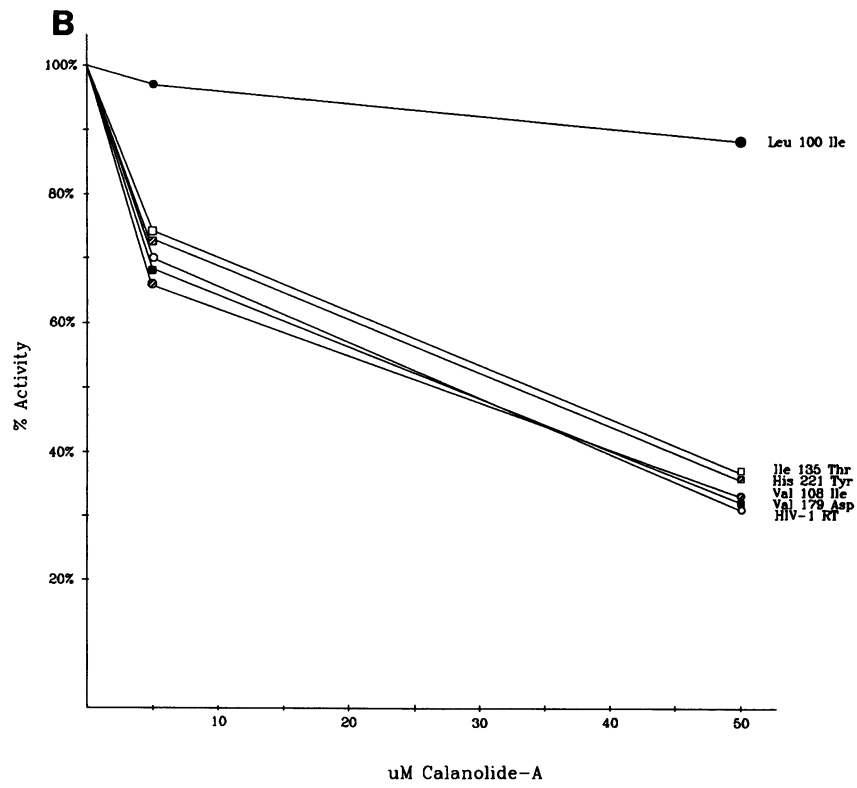 B
100%
80%
60%
40%
20%
% Activity
Leu 100 Ile
Ile 135 Thr
His 221 Tyr
Val 108 Ile
Val 179 Asp
HIV-1 RT
10 20 30 40 50
uM Calanolide-A